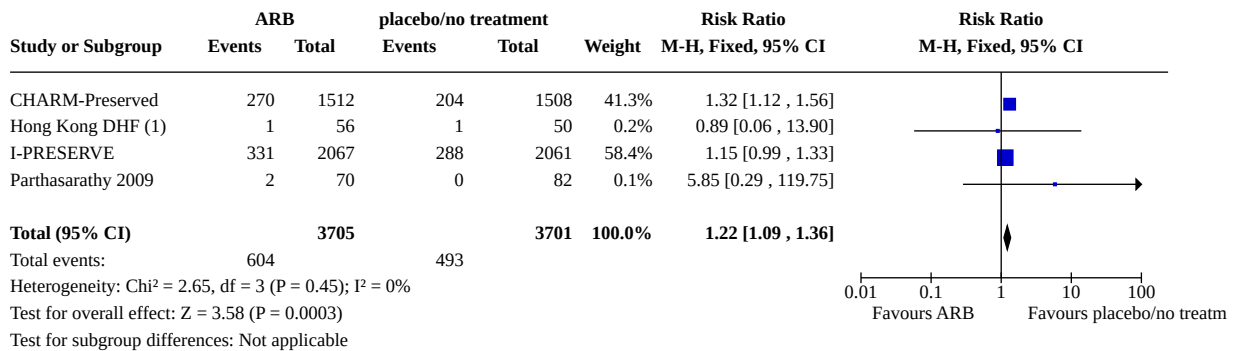 ARB placebo/no treatment Risk Ratio Risk Ratio
Study or Subgroup Events Total Events Total Weight M-H, Fixed, 95% CI M-H, Fixed, 95% CI
CHARM-Preserved 270 1512 204 1508 41.3% 1.32 [1.12 , 1.56]
Hong Kong DHF (1) 1 56 1 50 0.2% 0.89 [0.06 , 13.90]
I-PRESERVE 331 2067 288 2061 58.4% 1.15 [0.99 , 1.33]
Parthasarathy 2009 2 70 0 82 0.1% 5.85 [0.29 , 119.75]
Total (95% CI) 3705 3701 100.0% 1.22 [1.09 , 1.36]
Total events: 604 493
Heterogeneity: Chi² = 2.65, df = 3 (P = 0.45); I² = 0%
Test for overall effect: Z = 3.58 (P = 0.0003)
Test for subgroup differences: Not applicable
0.01 0.1 1 10 100
Favours ARB Favours placebo/no treatm